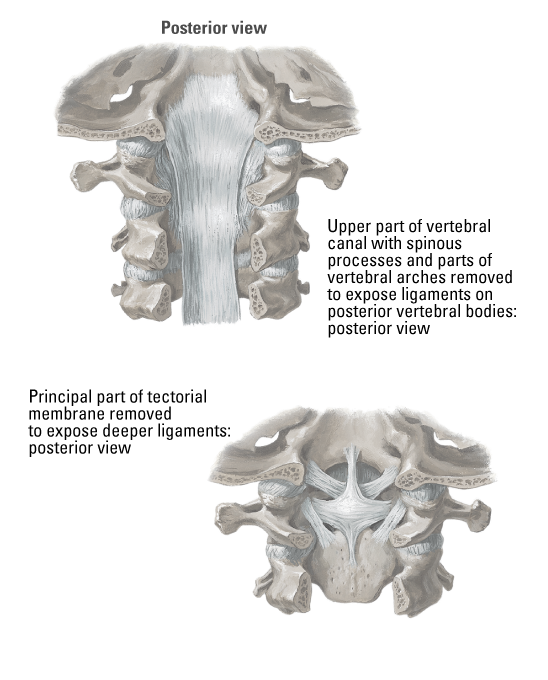 Posterior view
Upper part of vertebral
canal with spinous
processes and parts of
vertebral arches removed
to expose ligaments on
posterior vertebral bodies:
posterior view
Principal part of tectorial
membrane removed
to expose deeper ligaments:
posterior view